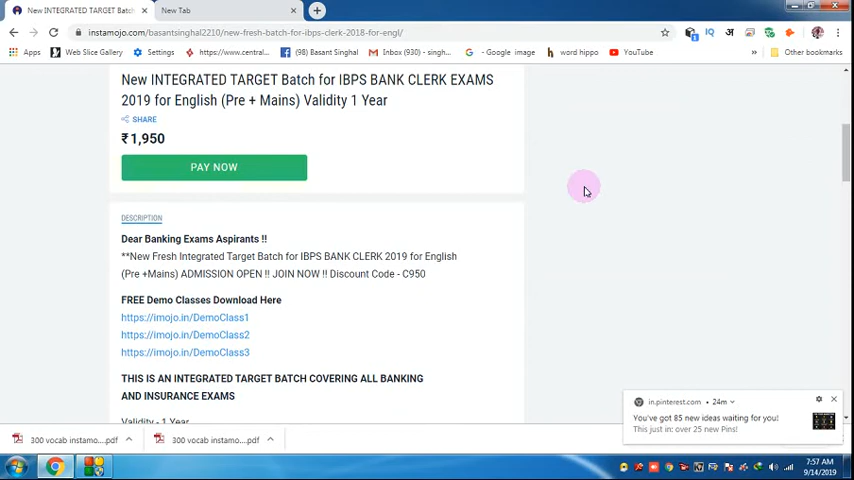 New INTEGRATED TARGET Batch
New Tab
instamojo.com/basantsinghal2210/new-fresh-batch-for-ibps-clerk-2018-for-engl/
Apps Web Slice Gallery Settings https://www.central... (98) Basant Singhal Inbox (930) - singh... G - Google image word hippo YouTube » Other bookmarks
New INTEGRATED TARGET Batch for IBPS BANK CLERK EXAMS
2019 for English (Pre + Mains) Validity 1 Year
SHARE
₹1,950
PAY NOW
DESCRIPTION
Dear Banking Exams Aspirants !!
**New Fresh Integrated Target Batch for IBPS BANK CLERK 2019 for English
(Pre +Mains) ADMISSION OPEN !! JOIN NOW !! Discount Code - C950
FREE Demo Classes Download Here
https://imojo.in/DemoClass1
https://imojo.in/DemoClass2
https://imojo.in/DemoClass3
THIS IS AN INTEGRATED TARGET BATCH COVERING ALL BANKING
AND INSURANCE EXAMS
Validity - 1 Year
in.pinterest.com • 24m
You've got 85 new ideas waiting for you!
This just in: over 25 new Pins!
300 vocab instamo....pdf
300 vocab instamo....pdf
7:57 AM
9/14/2019